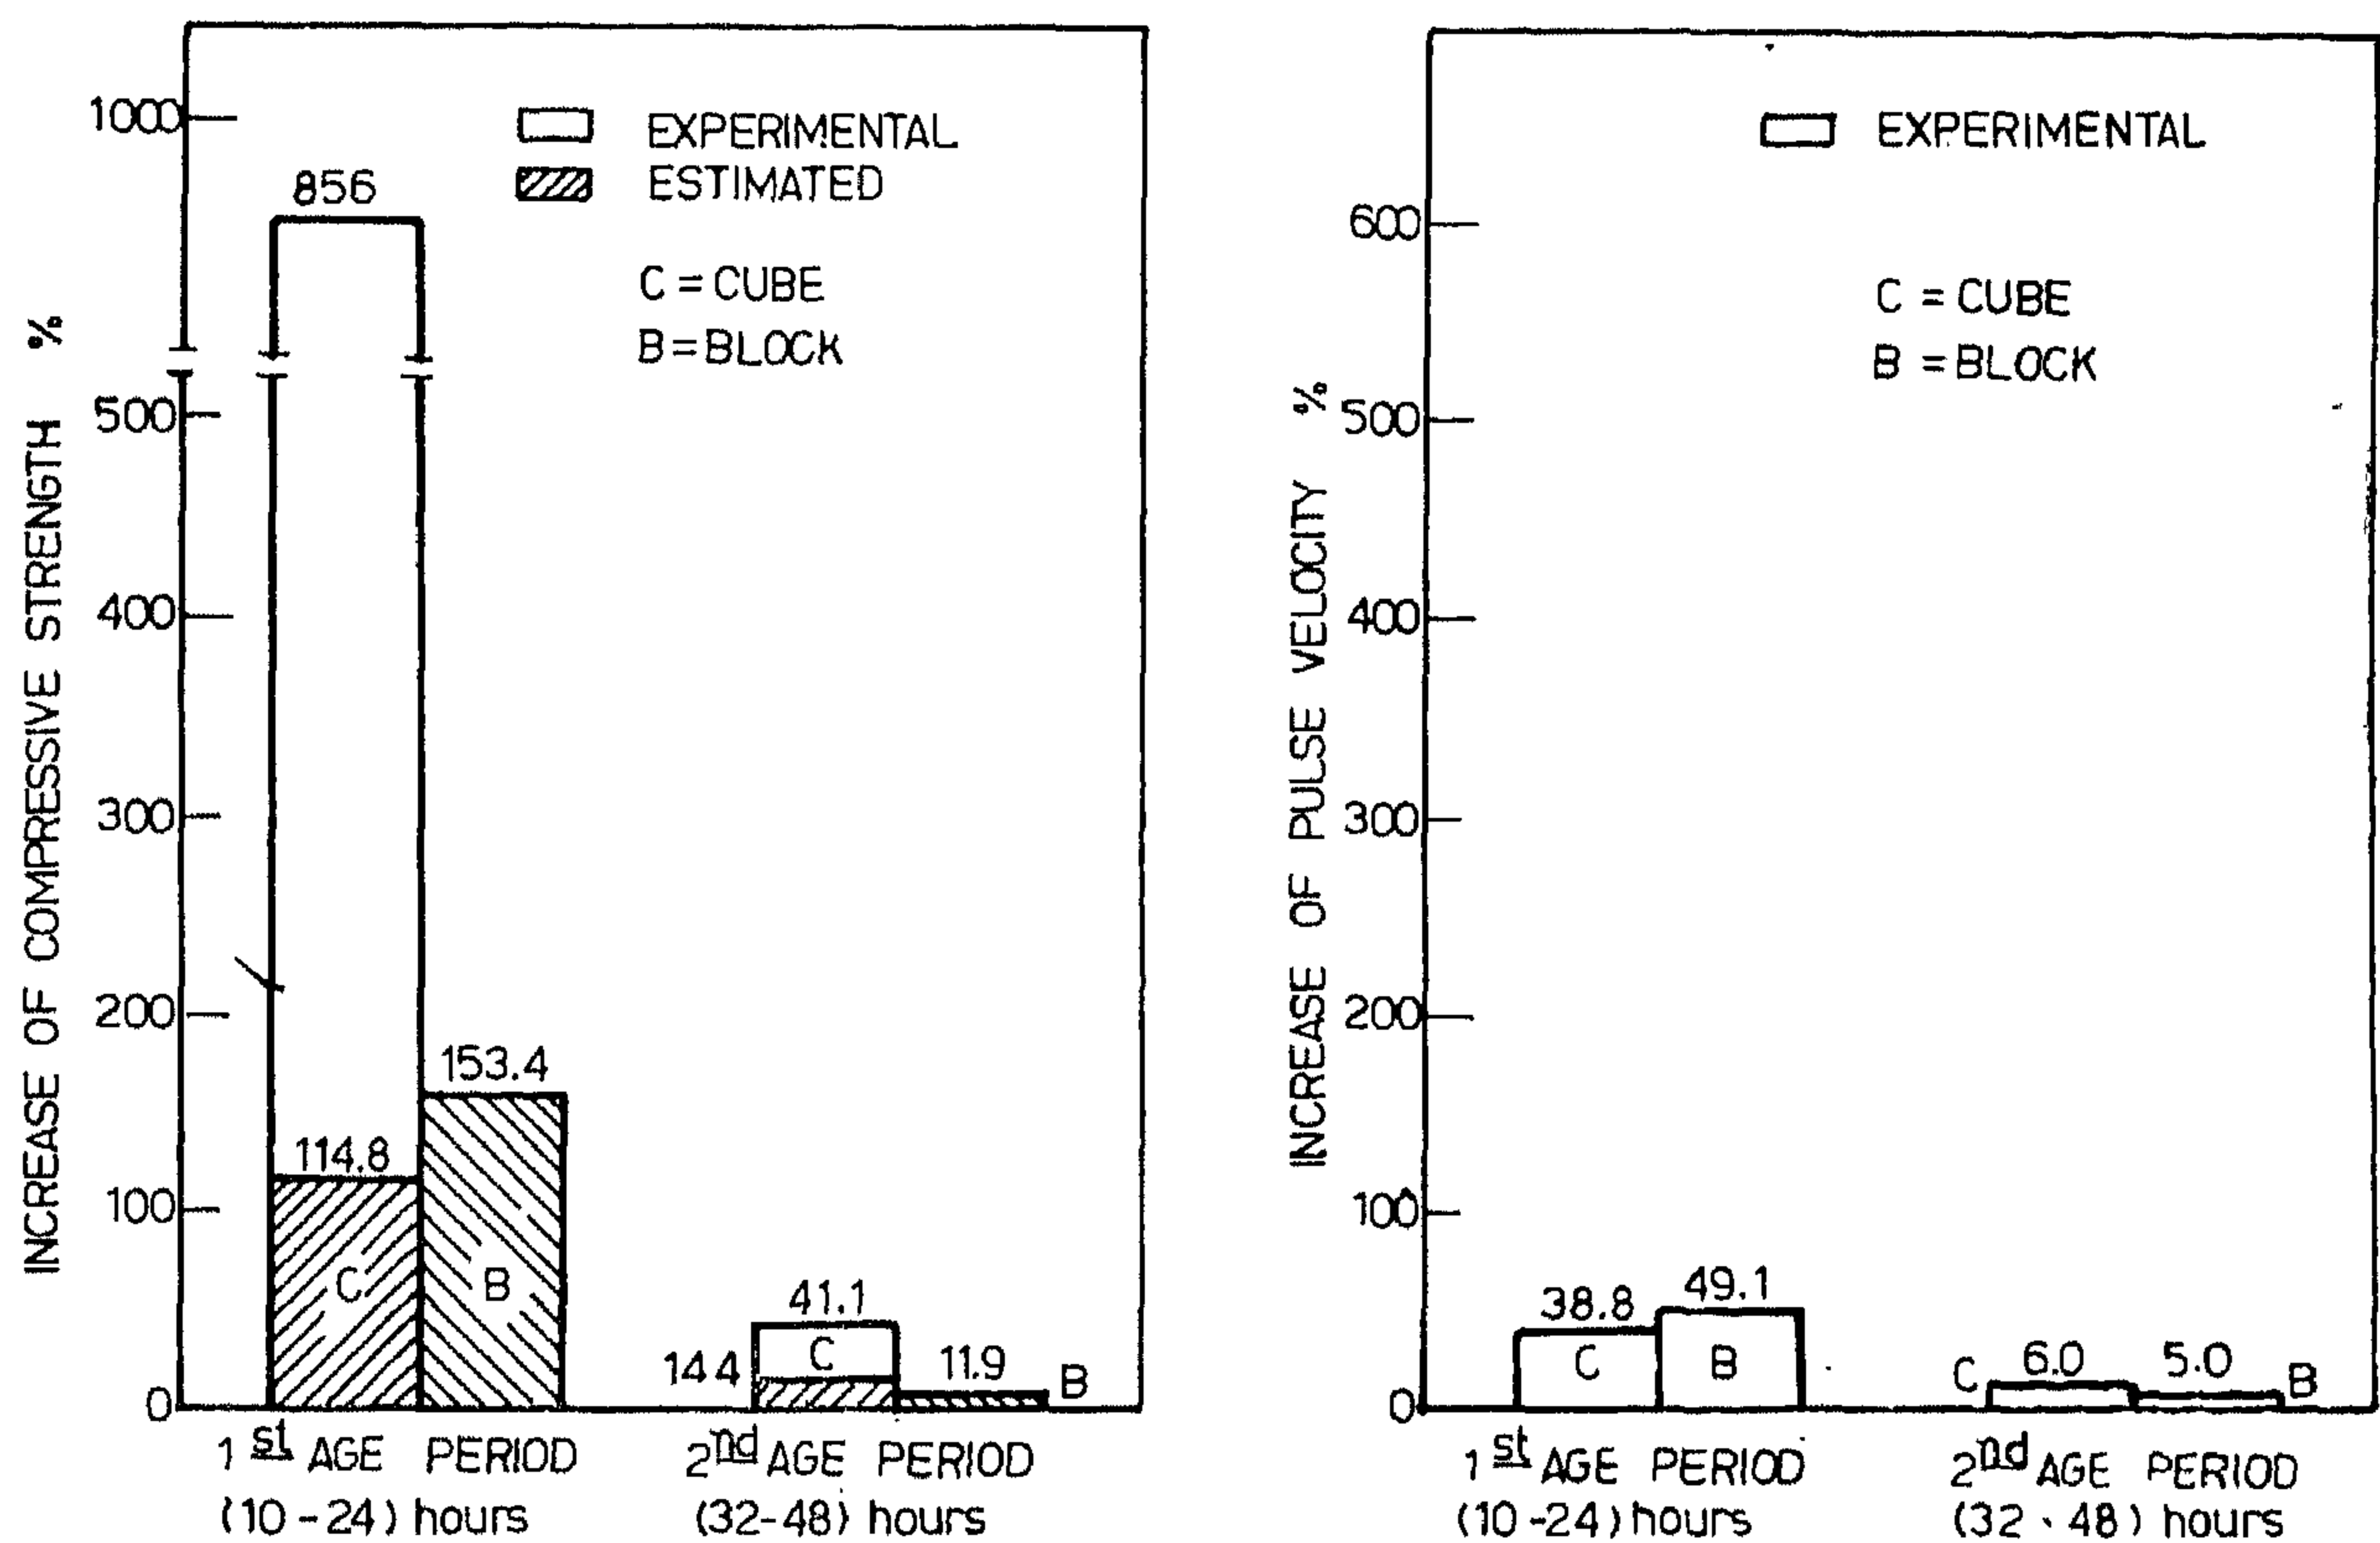 INCREASE OF COMPRESSIVE STRENGTH %
1000
500
400
300
200
100
0
EXPERIMENTAL
ESTIMATED
C = CUBE
B = BLOCK
856
114.8
153.4
C
B
14 4
41.1
C
11.9
B
1st AGE PERIOD
(10-24) hours
2nd AGE PERIOD
(32-48) hours
INCREASE OF PULSE VELOCITY %
600
500
400
300
200
100
0
EXPERIMENTAL
C = CUBE
B = BLOCK
38.8
49.1
C
B
C
6.0
5.0
B
1st AGE PERIOD
(10-24) hours
2nd AGE PERIOD
(32-48) hours